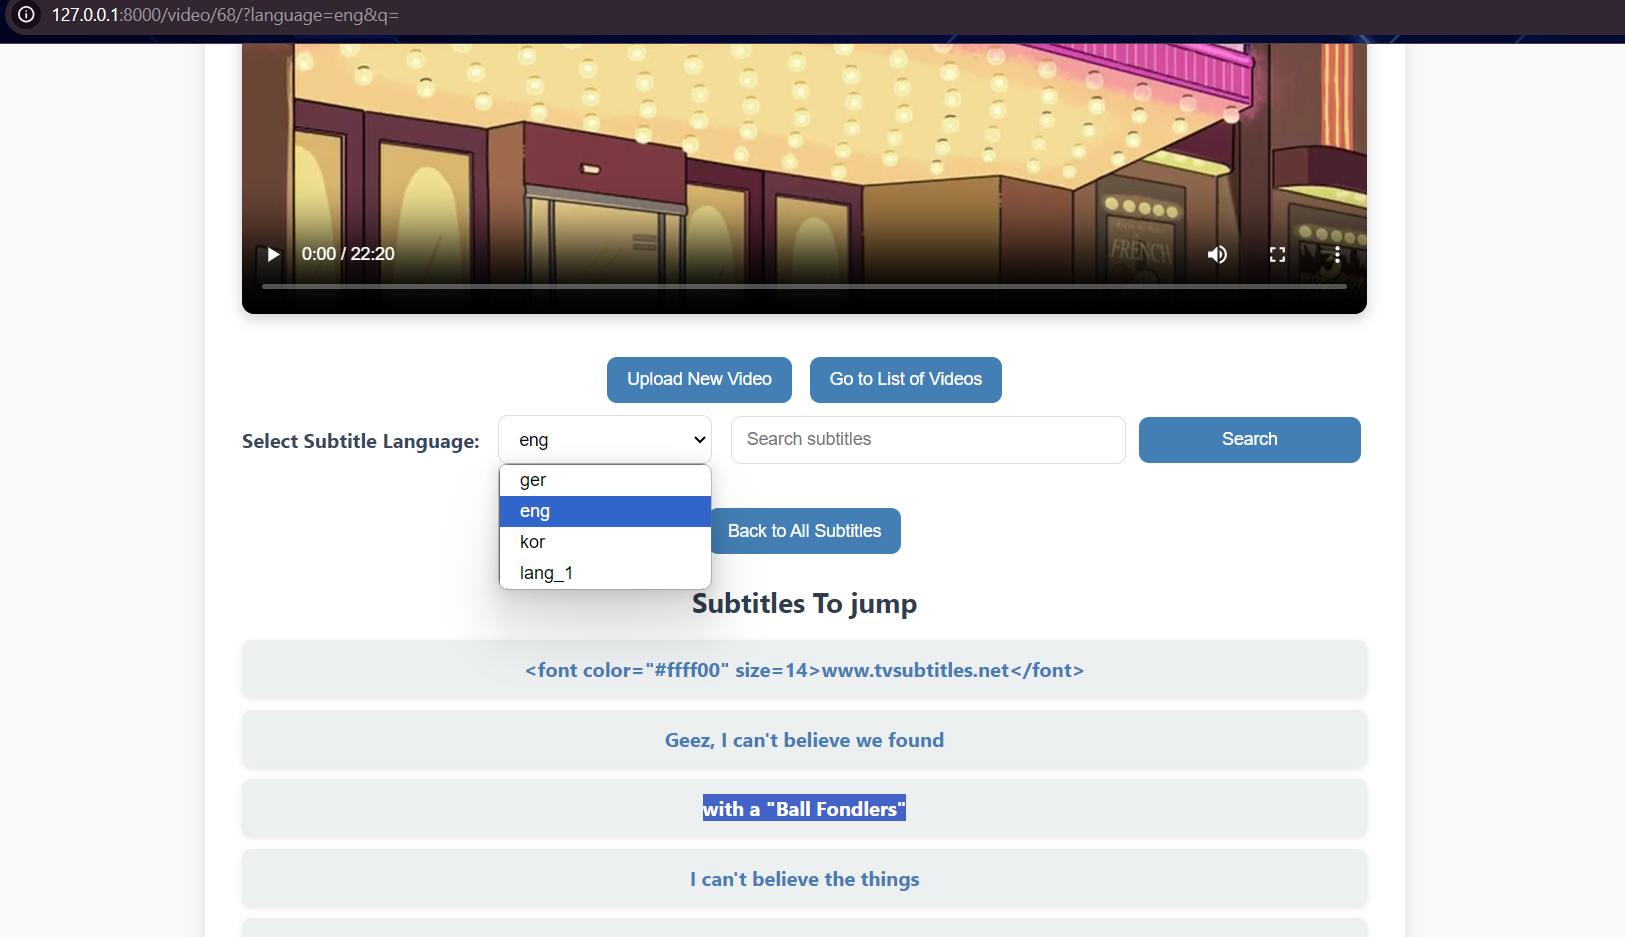 127.0.0.1:8000/video/68/?language=eng&q=
FRENCH
0:00 / 22:20
Upload New Video
Go to List of Videos
Select Subtitle Language:
eng
Search subtitles
Search
ger
eng
kor
lang_1
Back to All Subtitles
Subtitles To jump
<font color="#ffff00" size=14>www.tvsubtitles.net</font>
Geez, I can't believe we found
with a "Ball Fondlers"
I can't believe the things